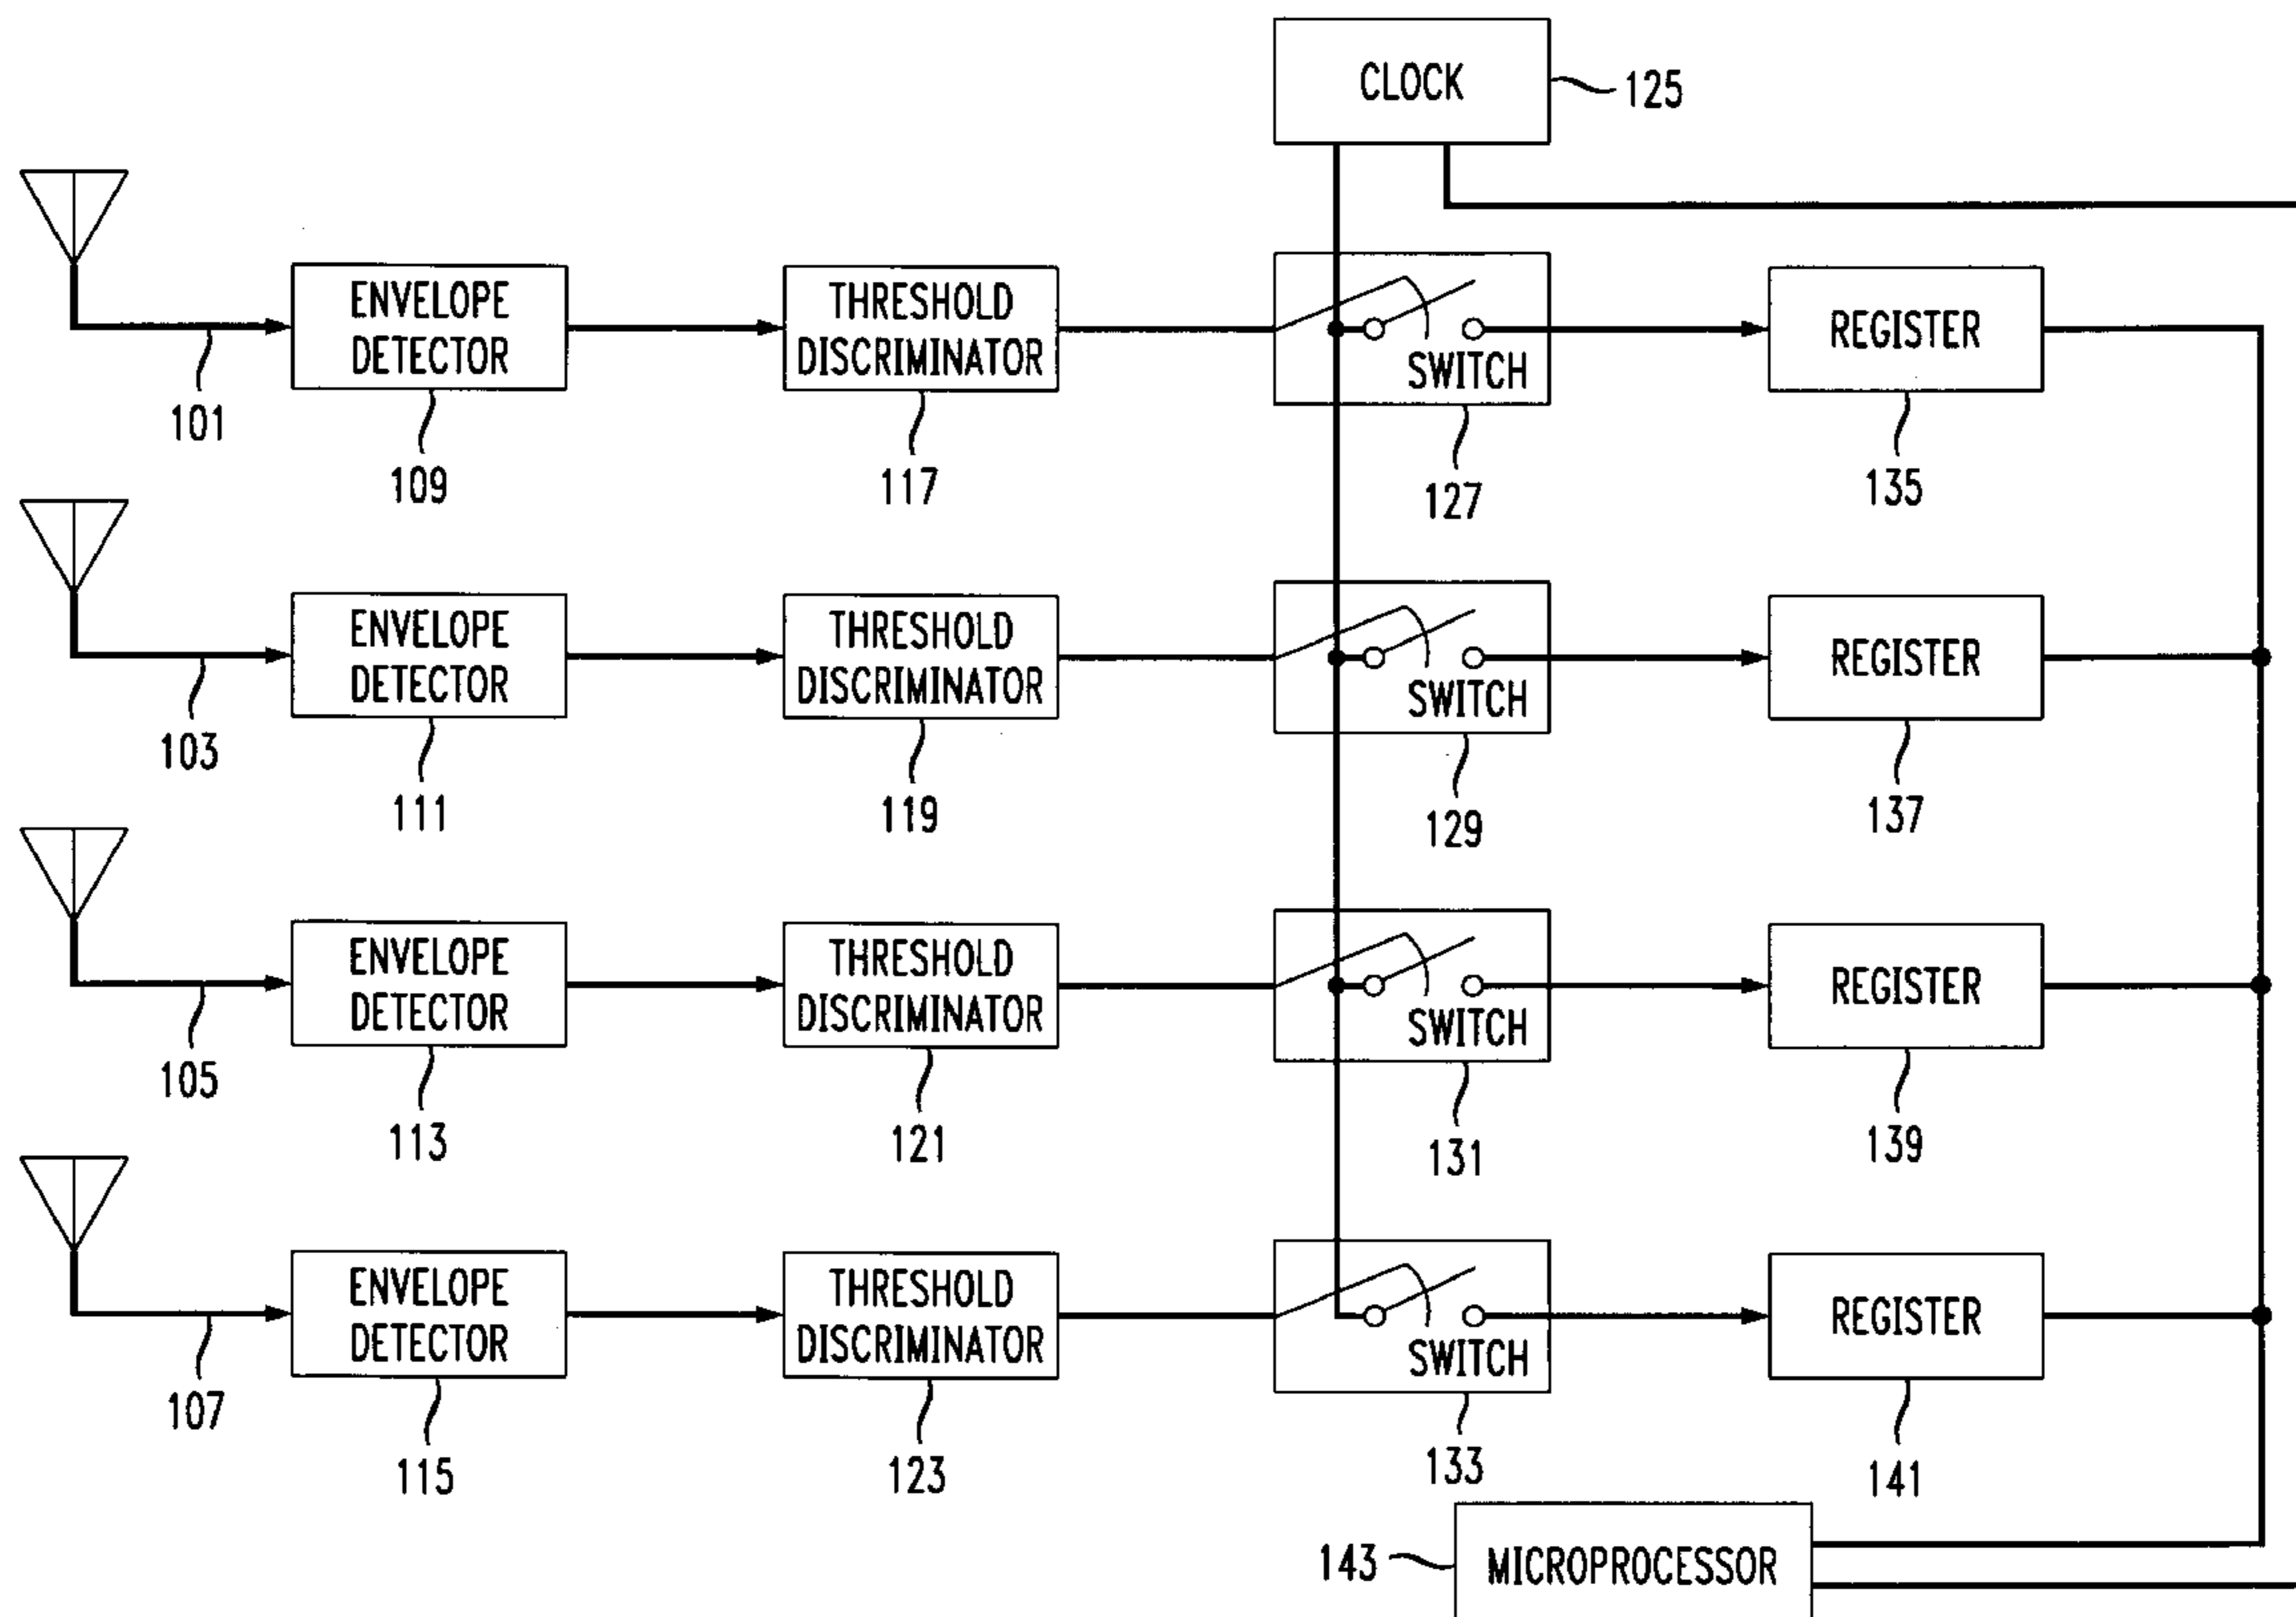 CLOCK
125
ENVELOPE
DETECTOR
THRESHOLD
DISCRIMINATOR
SWITCH
REGISTER
101
109
117
127
135
ENVELOPE
DETECTOR
THRESHOLD
DISCRIMINATOR
SWITCH
REGISTER
103
111
119
129
137
ENVELOPE
DETECTOR
THRESHOLD
DISCRIMINATOR
SWITCH
REGISTER
105
113
121
131
139
ENVELOPE
DETECTOR
THRESHOLD
DISCRIMINATOR
SWITCH
REGISTER
107
115
123
133
141
143
MICROPROCESSOR